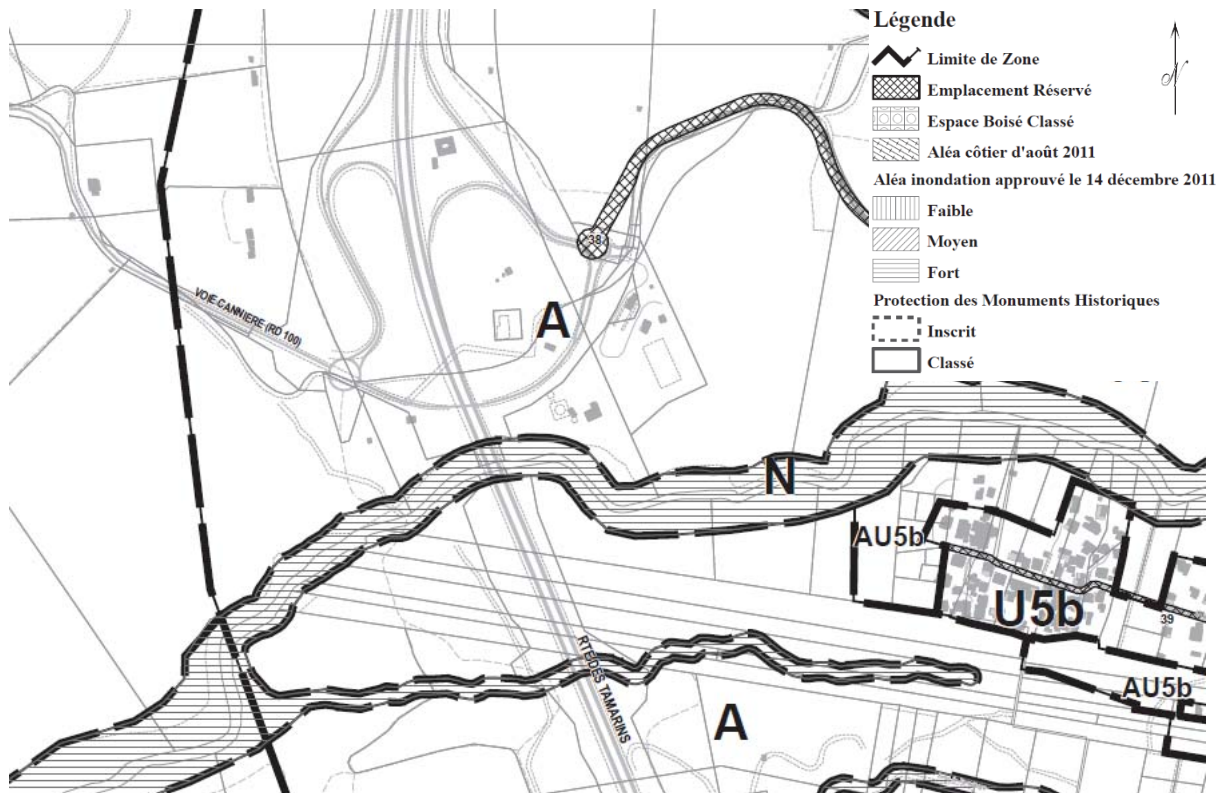 Légende
N
Limite de Zone
Emplacement Réservé
Espace Boisé Classé
Aléa côtier d'août 2011
Aléa inondation approuvé le 14 décembre 2011
Faible
Moyen
Fort
Protection des Monuments Historiques
Inscrit
Classé
38
VOIE CANNIERE (RD 100)
A
N
AU5b
U5b
39
RTE DES TAMARINS
AU5b
A